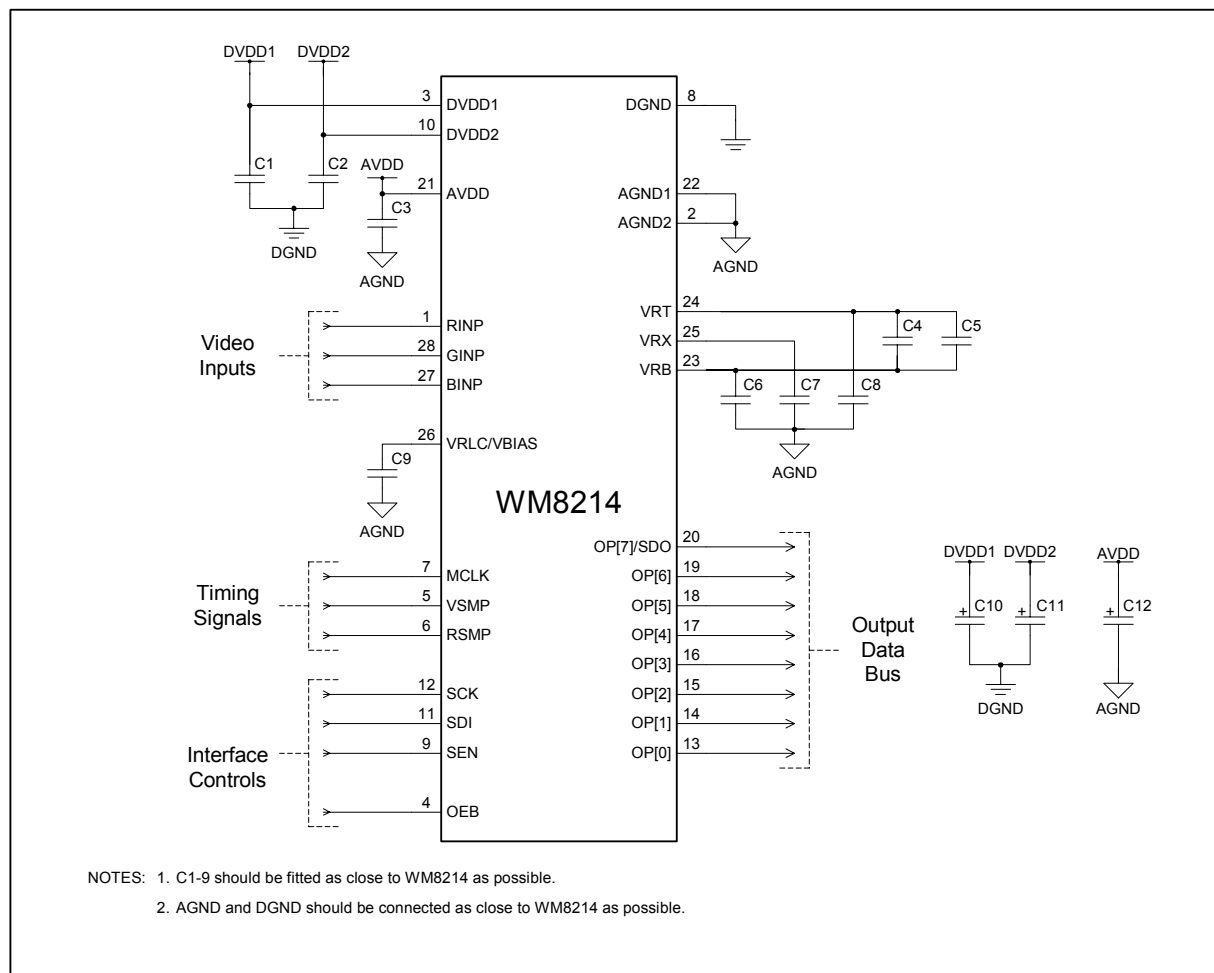 DVDD1 DVDD2
3 DVDD1
10 DVDD2
C1 C2
DGND
AVDD
21 AVDD
C3
AGND
DGND 8
AGND1 22
AGND2 2
AGND
Video
Inputs
1 RINP
28 GINP
27 BINP
VRT 24
VRX 25
VRB 23
C4 C5
C6 C7 C8
AGND
26 VRLC/VBIAS
C9
AGND
WM8214
Timing
Signals
7 MCLK
5 VSMP
6 RSMP
Interface
Controls
12 SCK
11 SDI
9 SEN
4 OEB
OP[7]/SDO 20
OP[6] 19
OP[5] 18
OP[4] 17
OP[3] 16
OP[2] 15
OP[1] 14
OP[0] 13
Output
Data
Bus
DVDD1 DVDD2 AVDD
+ C10 + C11 + C12
DGND AGND
NOTES: 1. C1-9 should be fitted as close to WM8214 as possible.
2. AGND and DGND should be connected as close to WM8214 as possible.